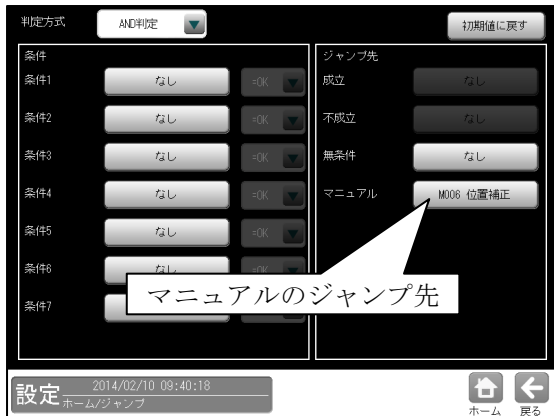 判定方式 AND判定 初期値に戻す
条件
条件1 なし =OK
条件2 なし =OK
条件3 なし =OK
条件4 なし =OK
条件5 なし =OK
条件6 なし =OK
条件7
ジャンプ先
成立 なし
不成立 なし
無条件 なし
マニュアル M006 位置補正
マニュアルのジャンプ先
設定 2014/02/10 09:40:18
ホーム/ジャンプ
ホーム 戻る